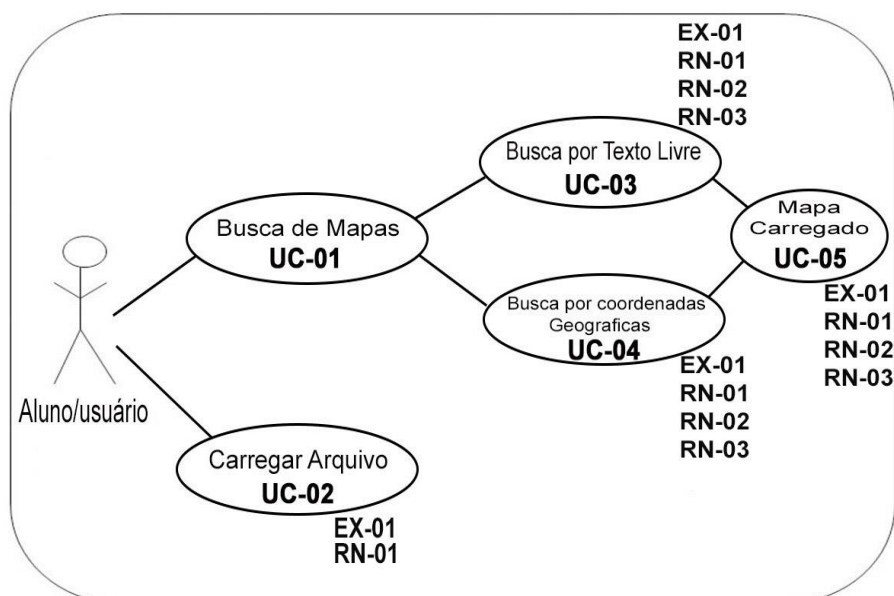 EX-01
RN-01
RN-02
RN-03
Busca por Texto Livre
UC-03
Busca de Mapas
UC-01
Mapa
Carregado
UC-05
EX-01
RN-01
RN-02
RN-03
Busca por coordenadas
Geograficas
UC-04
EX-01
RN-01
RN-02
RN-03
Aluno/usuário
Carregar Arquivo
UC-02
EX-01
RN-01